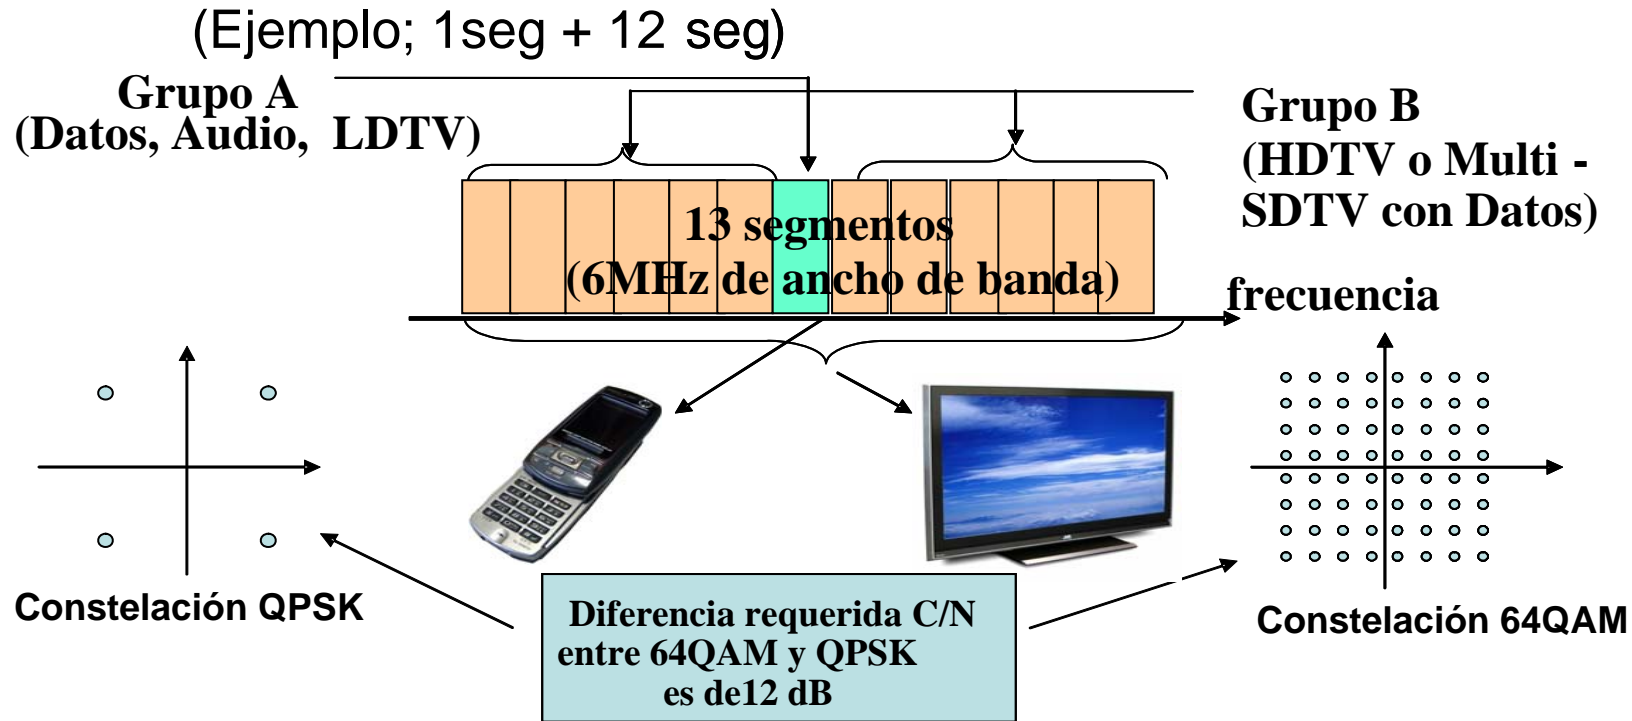 (Ejemplo; 1seg + 12 seg)
Grupo A
(Datos, Audio, LDTV)
Grupo B
(HDTV o Multi -
SDTV con Datos)
13 segmentos
(6MHz de ancho de banda)
frecuencia
Constelación QPSK
Diferencia requerida C/N
entre 64QAM y QPSK
es de12 dB
Constelación 64QAM